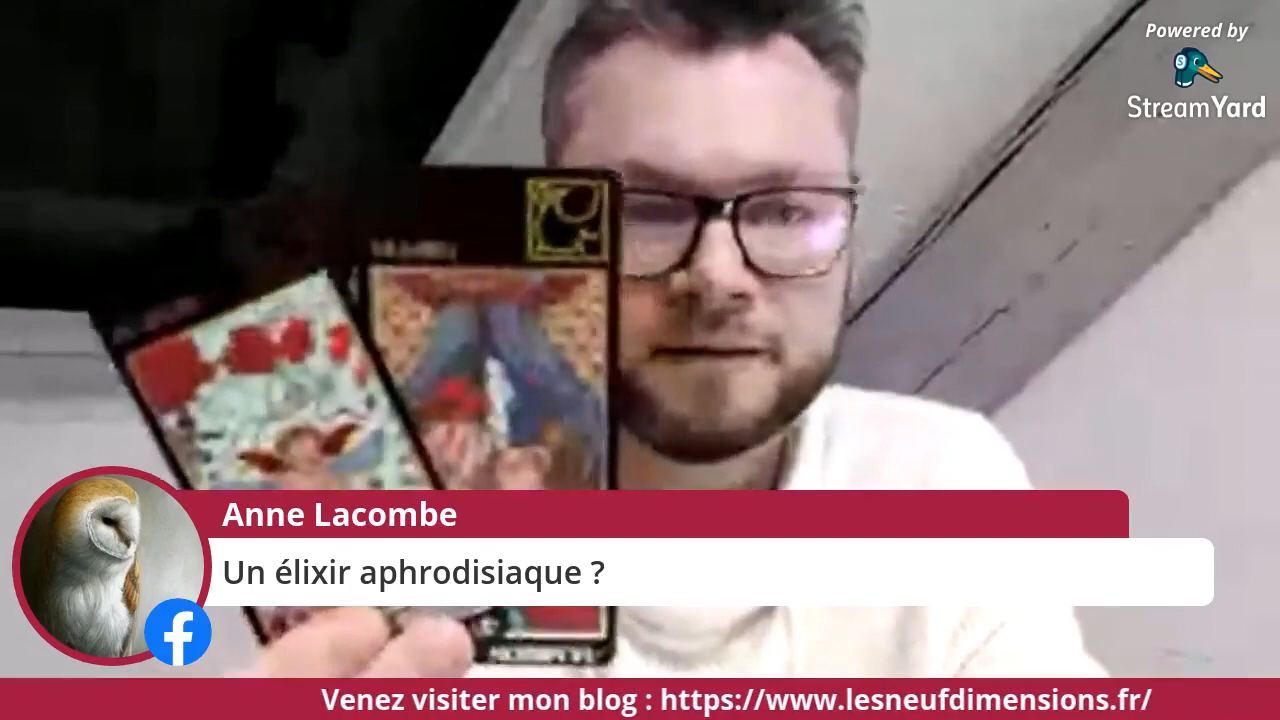 Powered by
StreamYard
Anne Lacombe
Un élixir aphrodisiaque ?
Venez visiter mon blog : https://www.lesneufdimensions.fr/